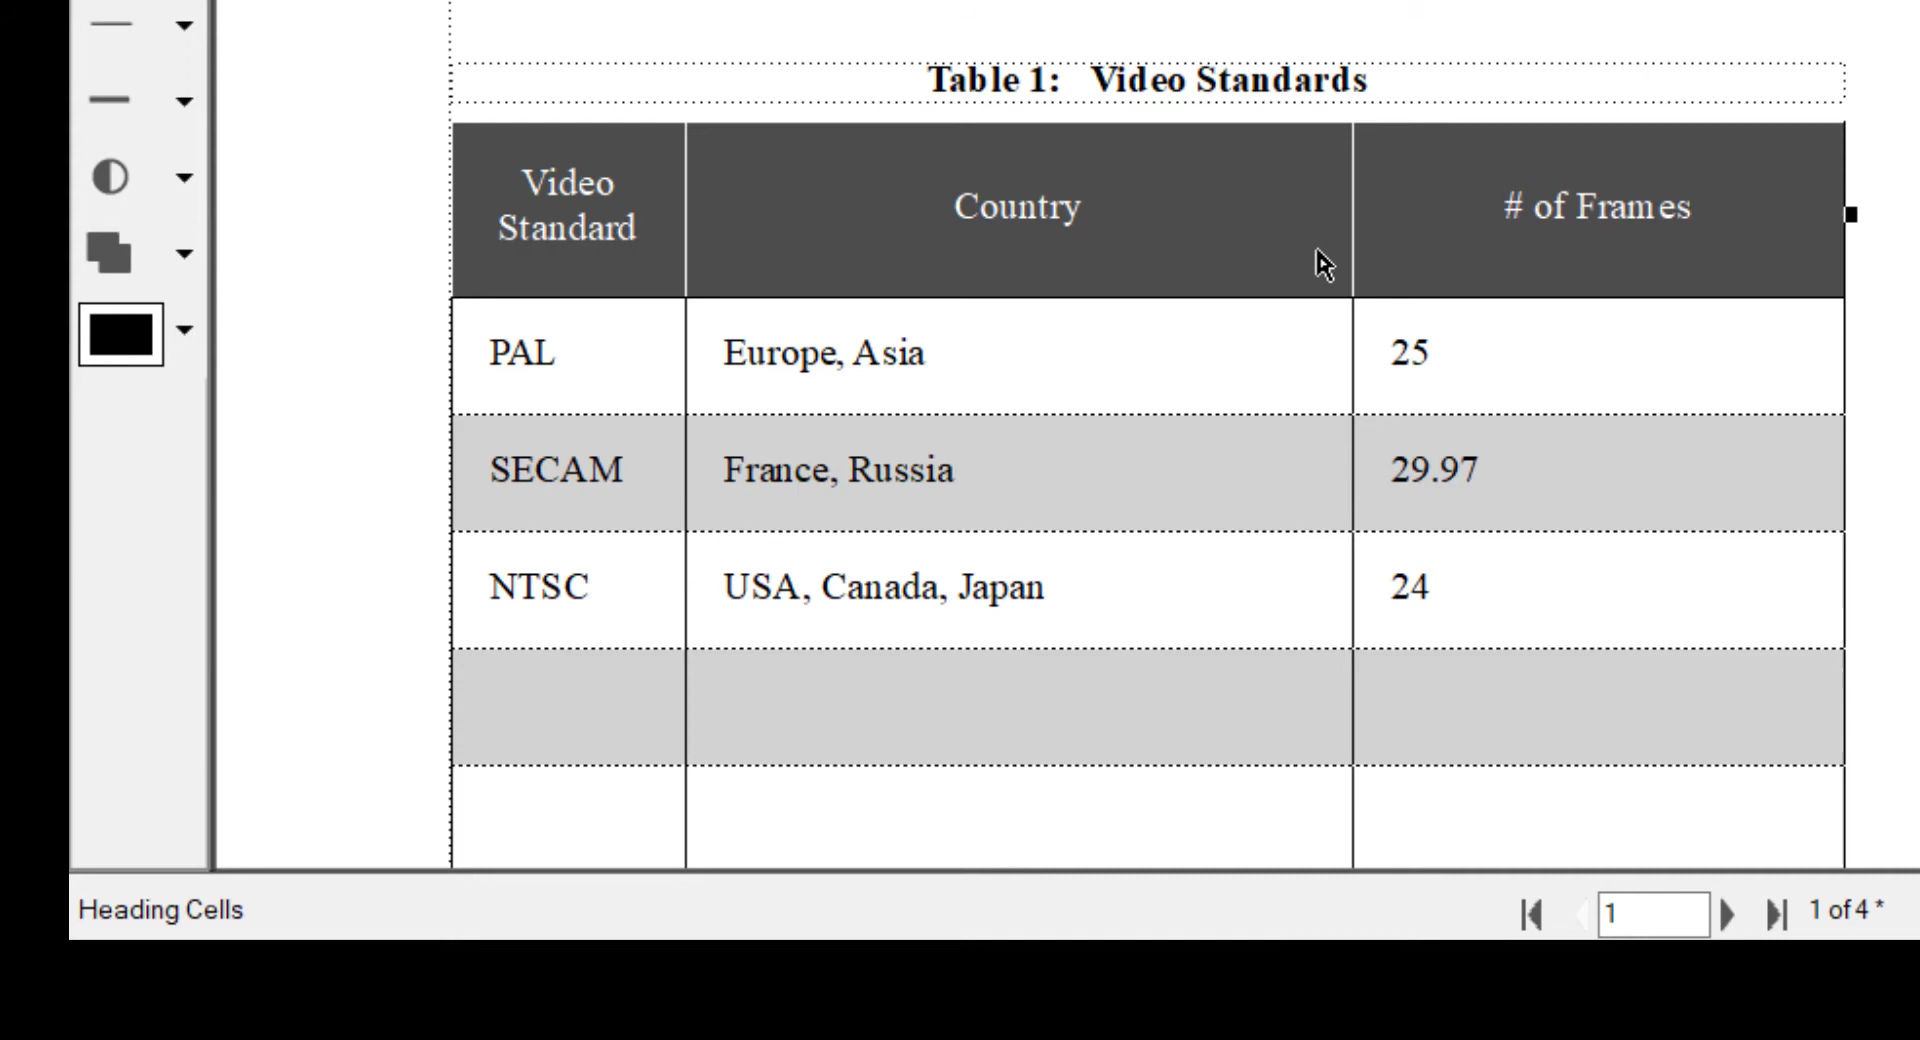 Table 1: Video Standards
Video
Standard
Country
# of Frames
PAL
Europe, Asia
25
SECAM
France, Russia
29.97
NTSC
USA, Canada, Japan
24
Heading Cells
1
1 of 4 *